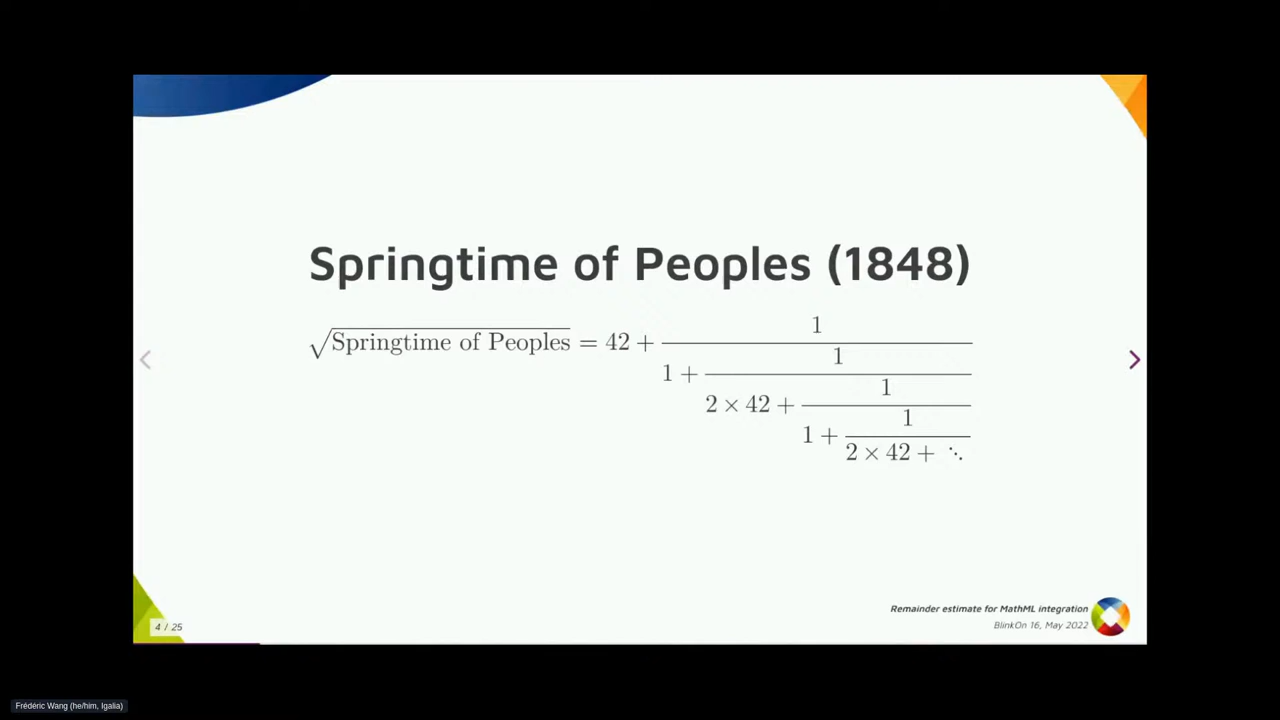 Springtime of Peoples (1848)
√Springtime of Peoples = 42 + 1
1 + 1
2 × 42 + 1
1 + 1
2 × 42 + ⋱
Remainder estimate for MathML integration
BlinkOn 16, May 2022
4 / 25
Frédéric Wang (he/him, Igalia)